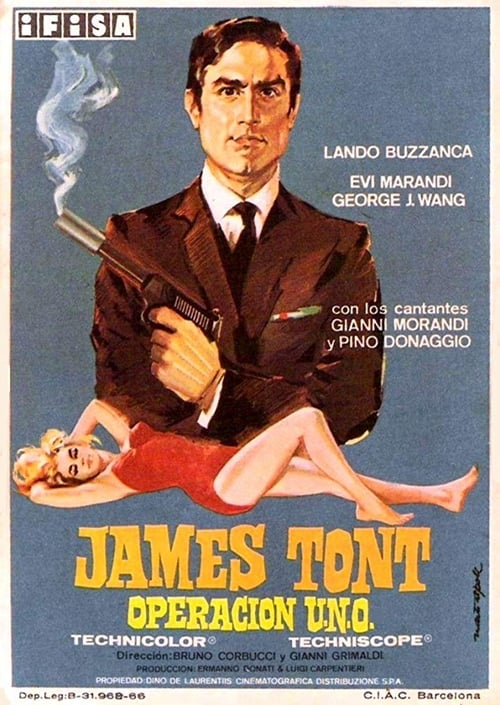 iFiSA
LANDO BUZZANCA
EVI MARANDI
GEORGE J. WANG
con los cantantes
GIANNI MORANDI
y PINO DONAGGIO
JAMES TONT
OPERACION U.N.O.
TECHNICOLOR® TECHNISCOPE®
Dirección: BRUNO CORBUCCI y GIANNI GRIMALDI
PRODUCCION: ERMANNO DONATI & LUIGI CARPENTIERI
PROPIEDAD: DINO DE LAURENTIIS CINEMATOGRAFICA DISTRIBUZIONE S.P.A.
Dep. Leg: B-31.968-66 C.I.A.C. Barcelona